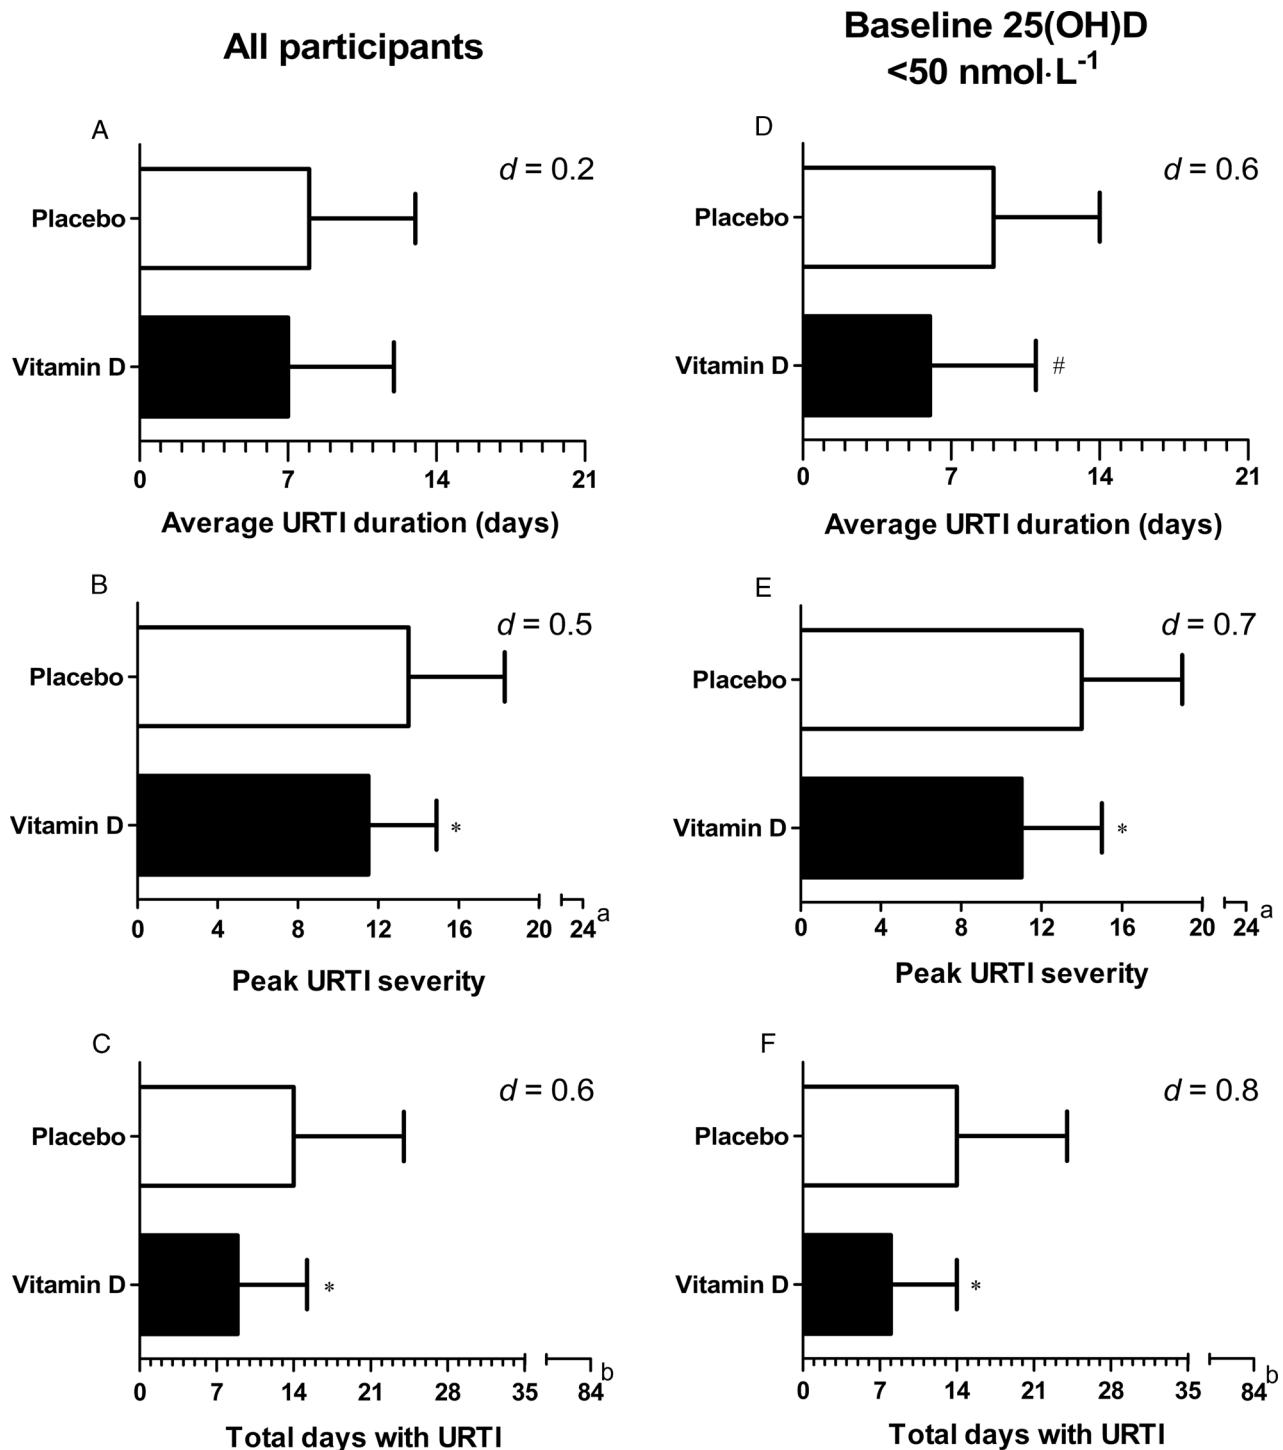 All participants
Baseline 25(OH)D
<50 nmol·L-1
A
d = 0.2
Placebo
Vitamin D
0 7 14 21
Average URTI duration (days)
D
d = 0.6
Placebo
Vitamin D
#
0 7 14 21
Average URTI duration (days)
B
d = 0.5
Placebo
Vitamin D
*
0 4 8 12 16 20 24 a
Peak URTI severity
E
d = 0.7
Placebo
Vitamin D
*
0 4 8 12 16 20 24 a
Peak URTI severity
C
d = 0.6
Placebo
Vitamin D
*
0 7 14 21 28 35 84 b
Total days with URTI
F
d = 0.8
Placebo
Vitamin D
*
0 7 14 21 28 35 84 b
Total days with URTI